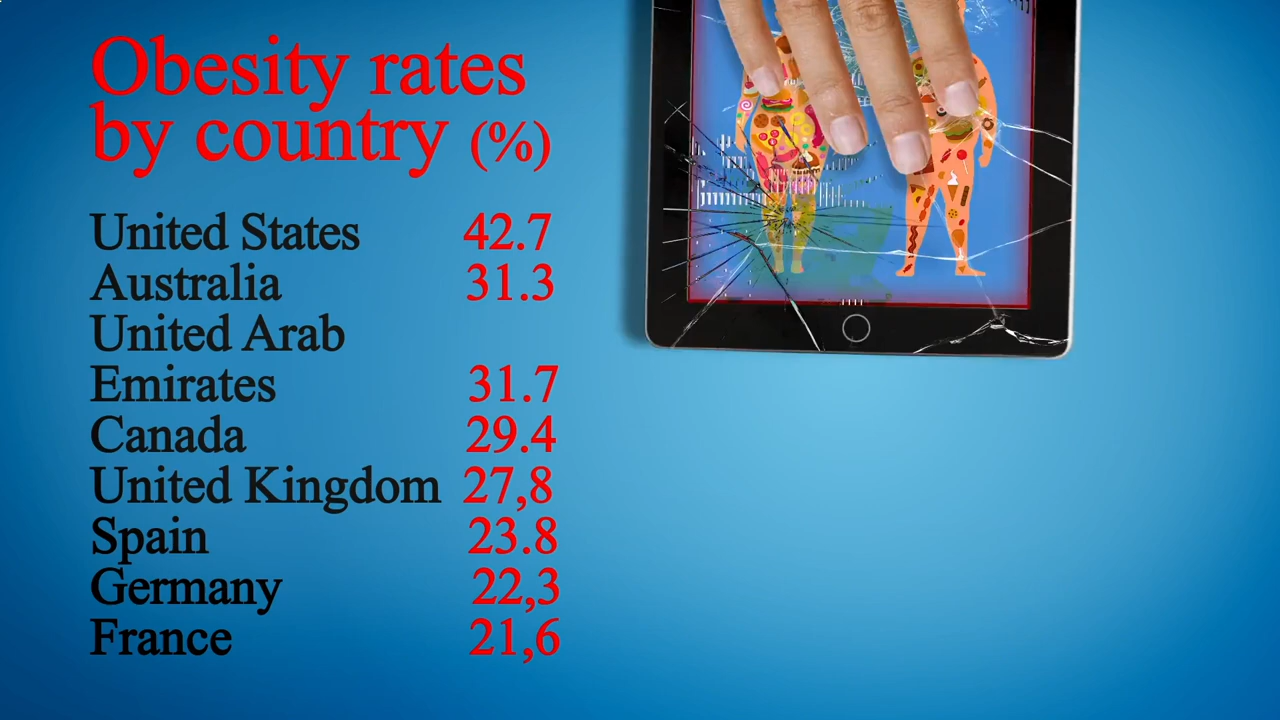 Obesity rates
by country (%)
United States 42.7
Australia 31.3
United Arab
Emirates 31.7
Canada 29.4
United Kingdom 27,8
Spain 23.8
Germany 22,3
France 21,6